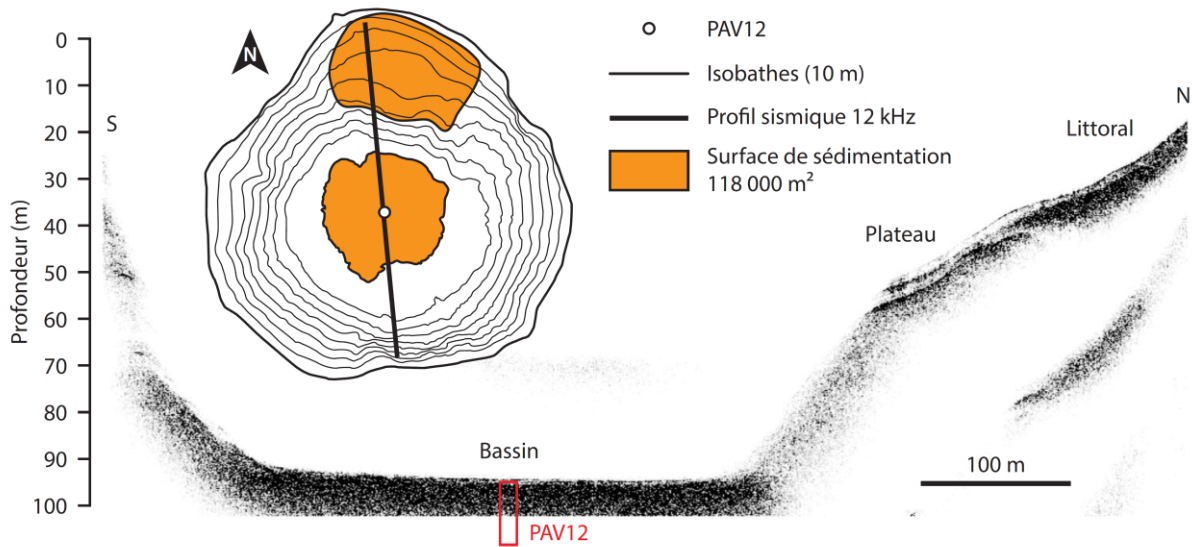 0
10
20
30
40
50
60
70
80
90
100
Profondeur (m)
S
N
PAV12
Isobathes (10 m)
Profil sismique 12 kHz
Surface de sédimentation
118 000 m²
N
Littoral
Plateau
Bassin
100 m
PAV12